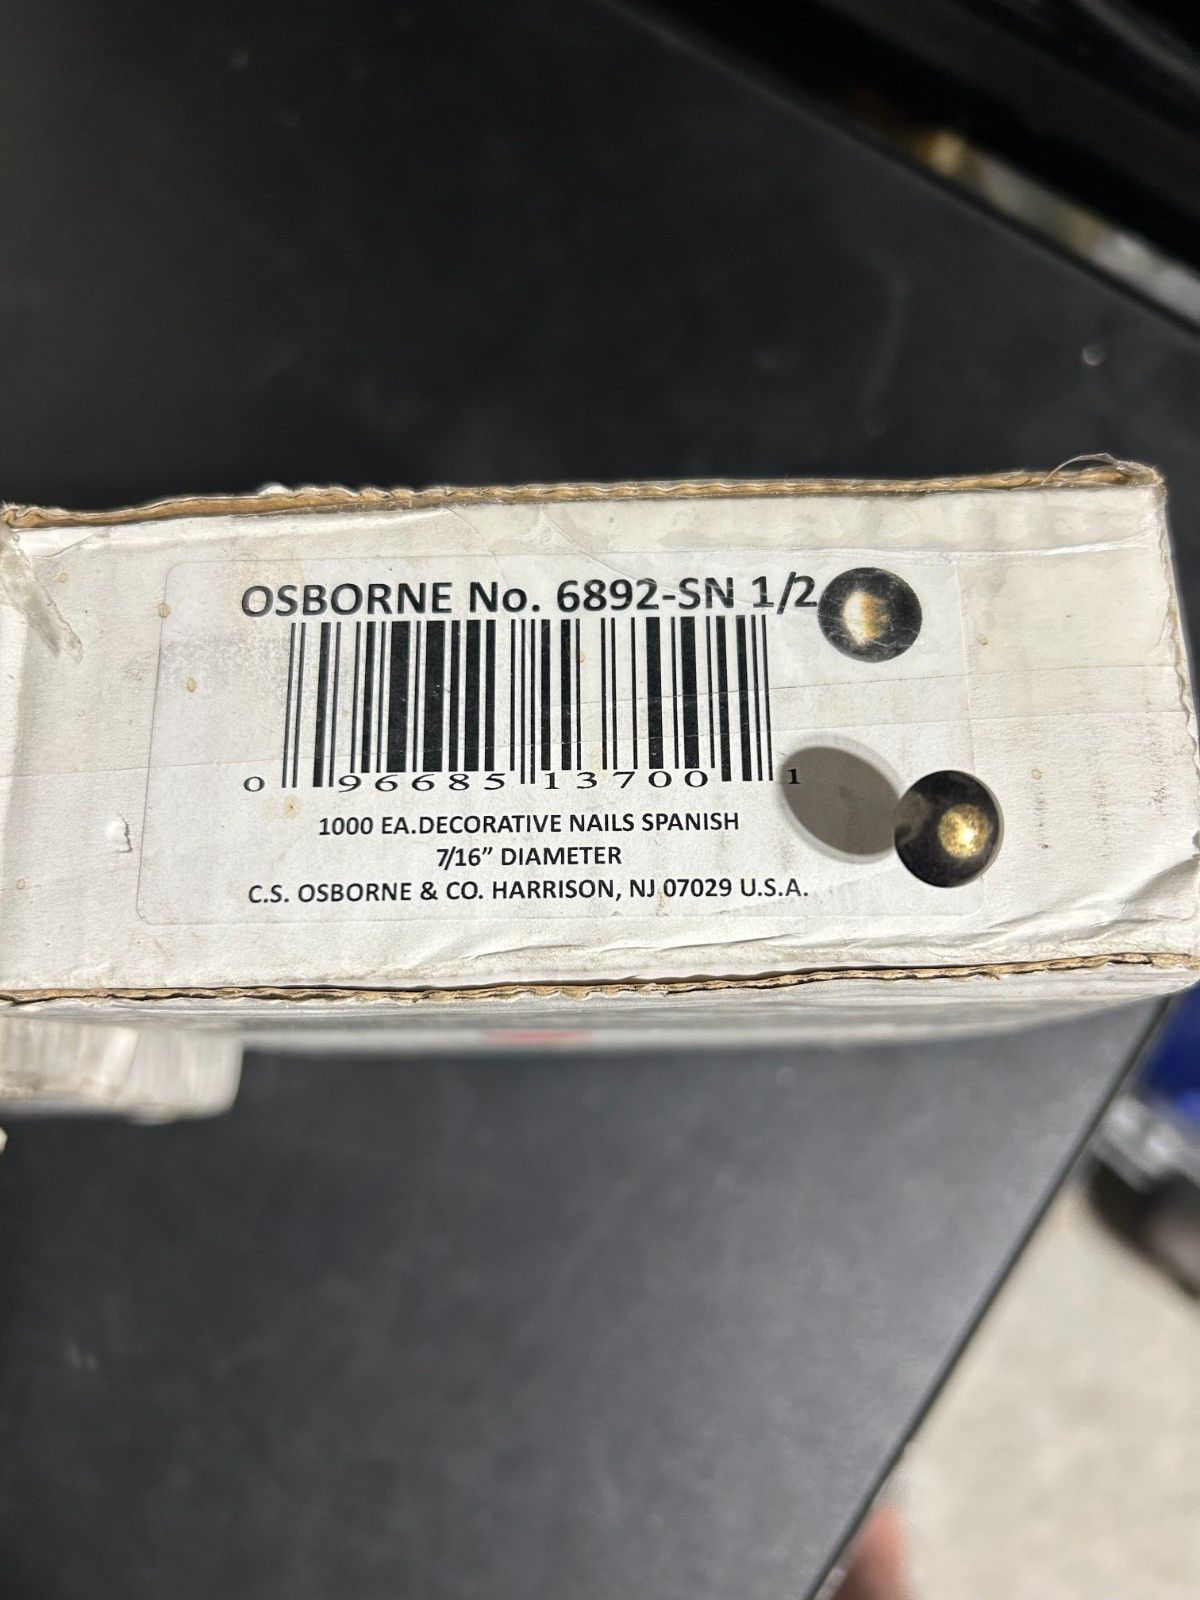 OSBORNE No. 6892-SN 1/2
0 96685 13700 1
1000 EA.DECORATIVE NAILS SPANISH
7/16” DIAMETER
C.S. OSBORNE & CO. HARRISON, NJ 07029 U.S.A.